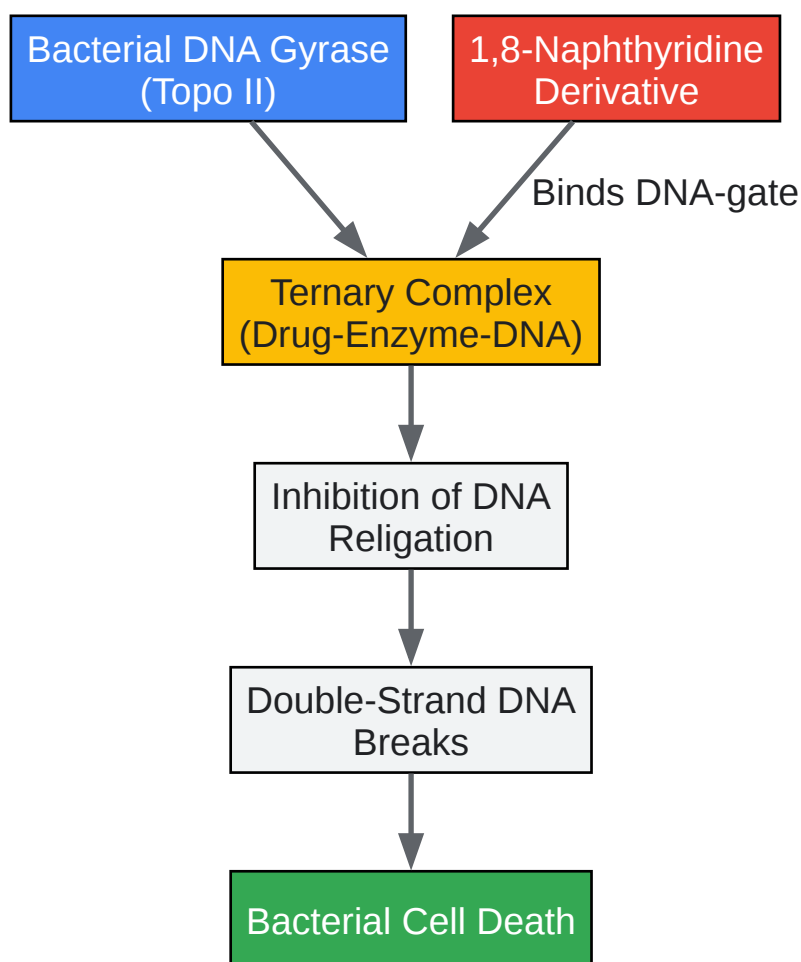 Bacterial DNA Gyrase
(Topo II)
1,8-Naphthyridine
Derivative
Binds DNA-gate
Ternary Complex
(Drug-Enzyme-DNA)
Inhibition of DNA
Religation
Double-Strand DNA
Breaks
Bacterial Cell Death